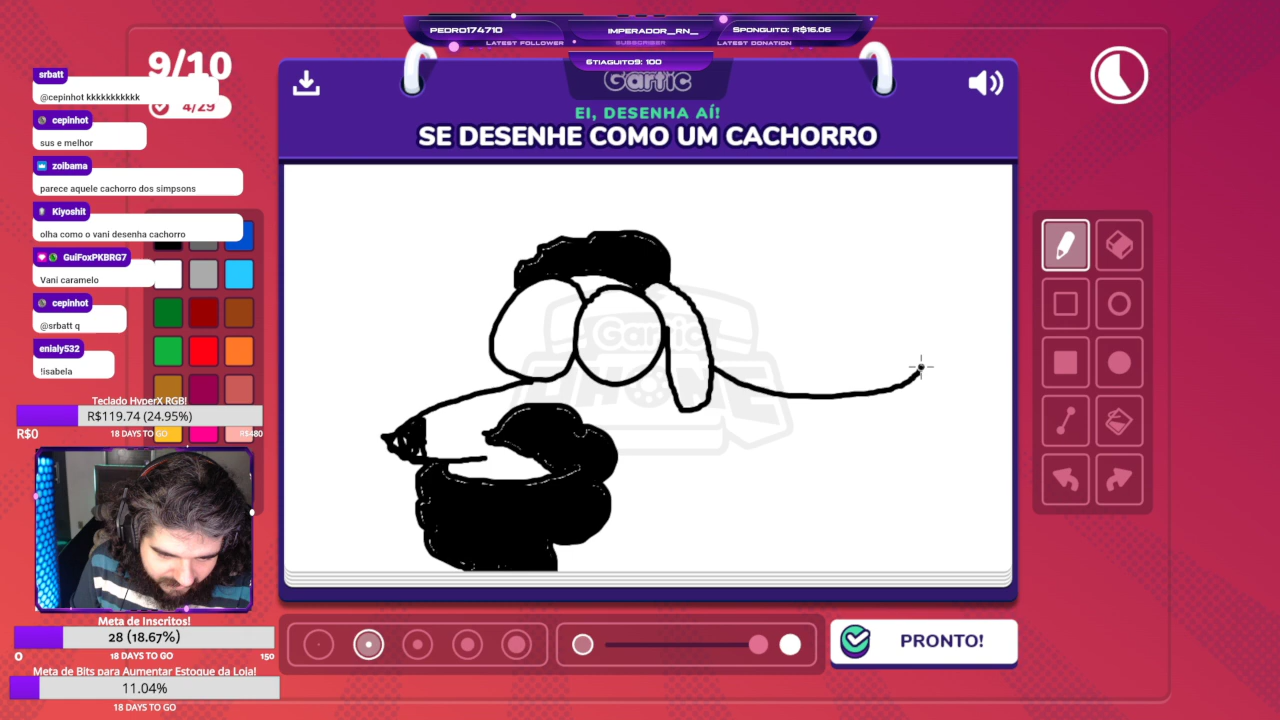 PEDRO174710
LATEST FOLLOWER
IMPERADOR_RN_
SUBSCRIBER
SPONGUITO: R$16.06
LATEST DONATION
6TIAGUITO9: 100
Gartic
EI, DESENHA AÍ!
SE DESENHE COMO UM CACHORRO
9/10
4/29
srbatt
@cepinhot kkkkkkkkkkk
cepinhot
sus e melhor
zoibama
parece aquele cachorro dos simpsons
Kiyoshit
olha como o vani desenha cachorro
GuiFoxPKBRG7
Vani caramelo
cepinhot
@srbatt q
enialy532
!isabela
Teclado HyperX RGB!
R$119.74 (24.95%)
R$0
18 DAYS TO GO
R$480
Gartic
PHONE
Meta de Inscritos!
28 (18.67%)
0
18 DAYS TO GO
150
Meta de Bits para Aumentar Estoque da Loja!
11.04%
18 DAYS TO GO
PRONTO!